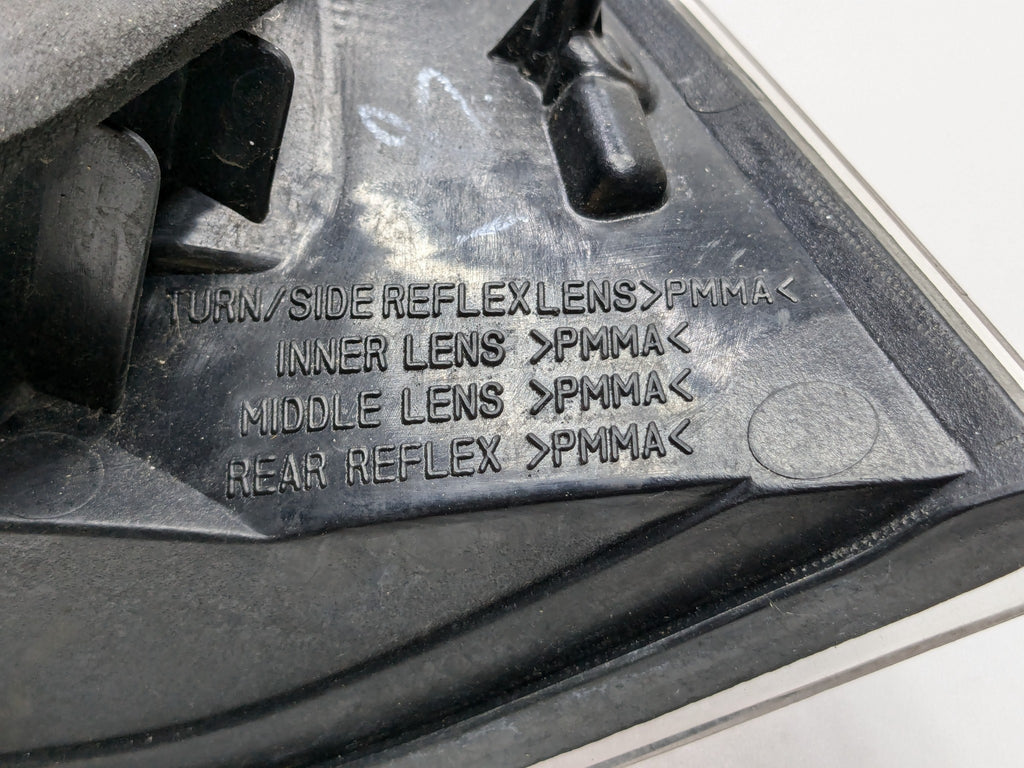 TURN/SIDE REFLEX LENS>PMMA<
INNER LENS >PMMA<
MIDDLE LENS >PMMA<
REAR REFLEX >PMMA<